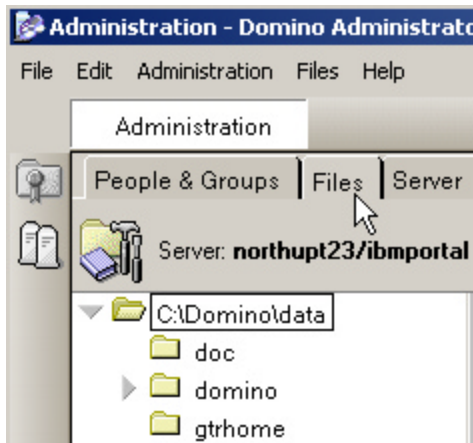 Administration - Domino Administrato
File Edit Administration Files Help
Administration
People & Groups Files Server
Server: northupt23/ibmportal
C:\Domino\data
doc
domino
gtrhome